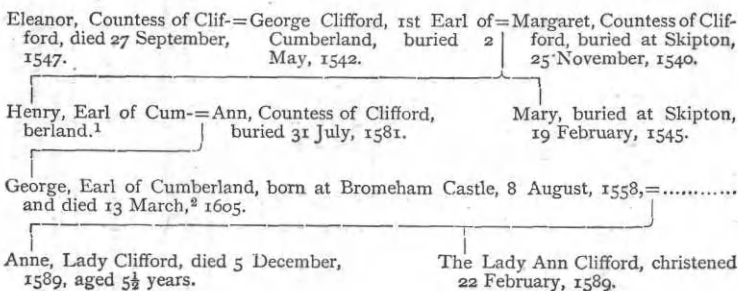 Eleanor, Countess of Clif-=George Clifford, 1st Earl of=Margaret, Countess of Clif-
ford, died 27 September, Cumberland, buried 2 ford, buried at Skipton,
1547. May, 1542. 25 November, 1540.
Henry, Earl of Cum-=Ann, Countess of Clifford, Mary, buried at Skipton,
berland.¹ buried 31 July, 1581. 19 February, 1545.
George, Earl of Cumberland, born at Bromeham Castle, 8 August, 1558,=............
and died 13 March,² 1605.
Anne, Lady Clifford, died 5 December, The Lady Ann Clifford, christened
1589, aged 5½ years. 22 February, 1589.